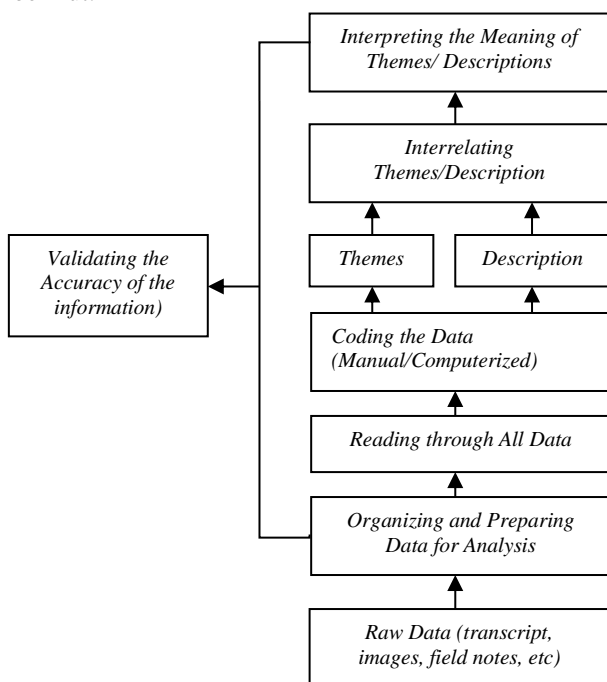 Interpreting the Meaning of
Themes/ Descriptions
Interrelating
Themes/Description
Validating the
Accuracy of the
information)
Themes
Description
Coding the Data
(Manual/Computerized)
Reading through All Data
Organizing and Preparing
Data for Analysis
Raw Data (transcript,
images, field notes, etc)